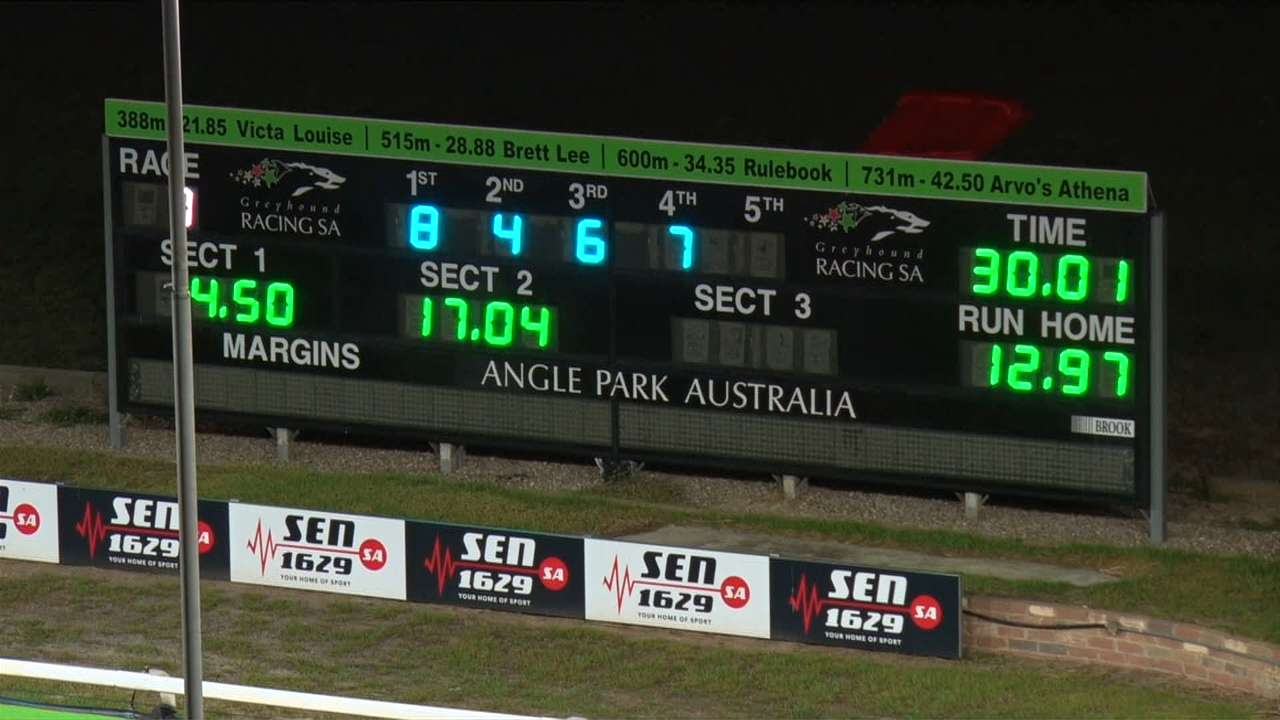 388m 21.85 Victa Louise | 515m - 28.88 Brett Lee | 600m - 34.35 Rulebook | 731m - 42.50 Arvo's Athena
RACE
Greyhound
RACING SA
1ST 2ND 3RD 4TH 5TH
8 4 6 7
Greyhound
RACING SA
TIME
30.01
SECT 1
4.50
SECT 2
17.04
SECT 3
RUN HOME
12.97
MARGINS
ANGLE PARK AUSTRALIA
BROOK
SA
SEN
1629 SA
YOUR HOME OF SPORT
SEN
1629 SA
YOUR HOME OF SPORT
SEN
1629 SA
YOUR HOME OF SPORT
SEN
1629 SA
YOUR HOME OF SPORT
SEN
1629 SA
YOUR HOME OF SPORT